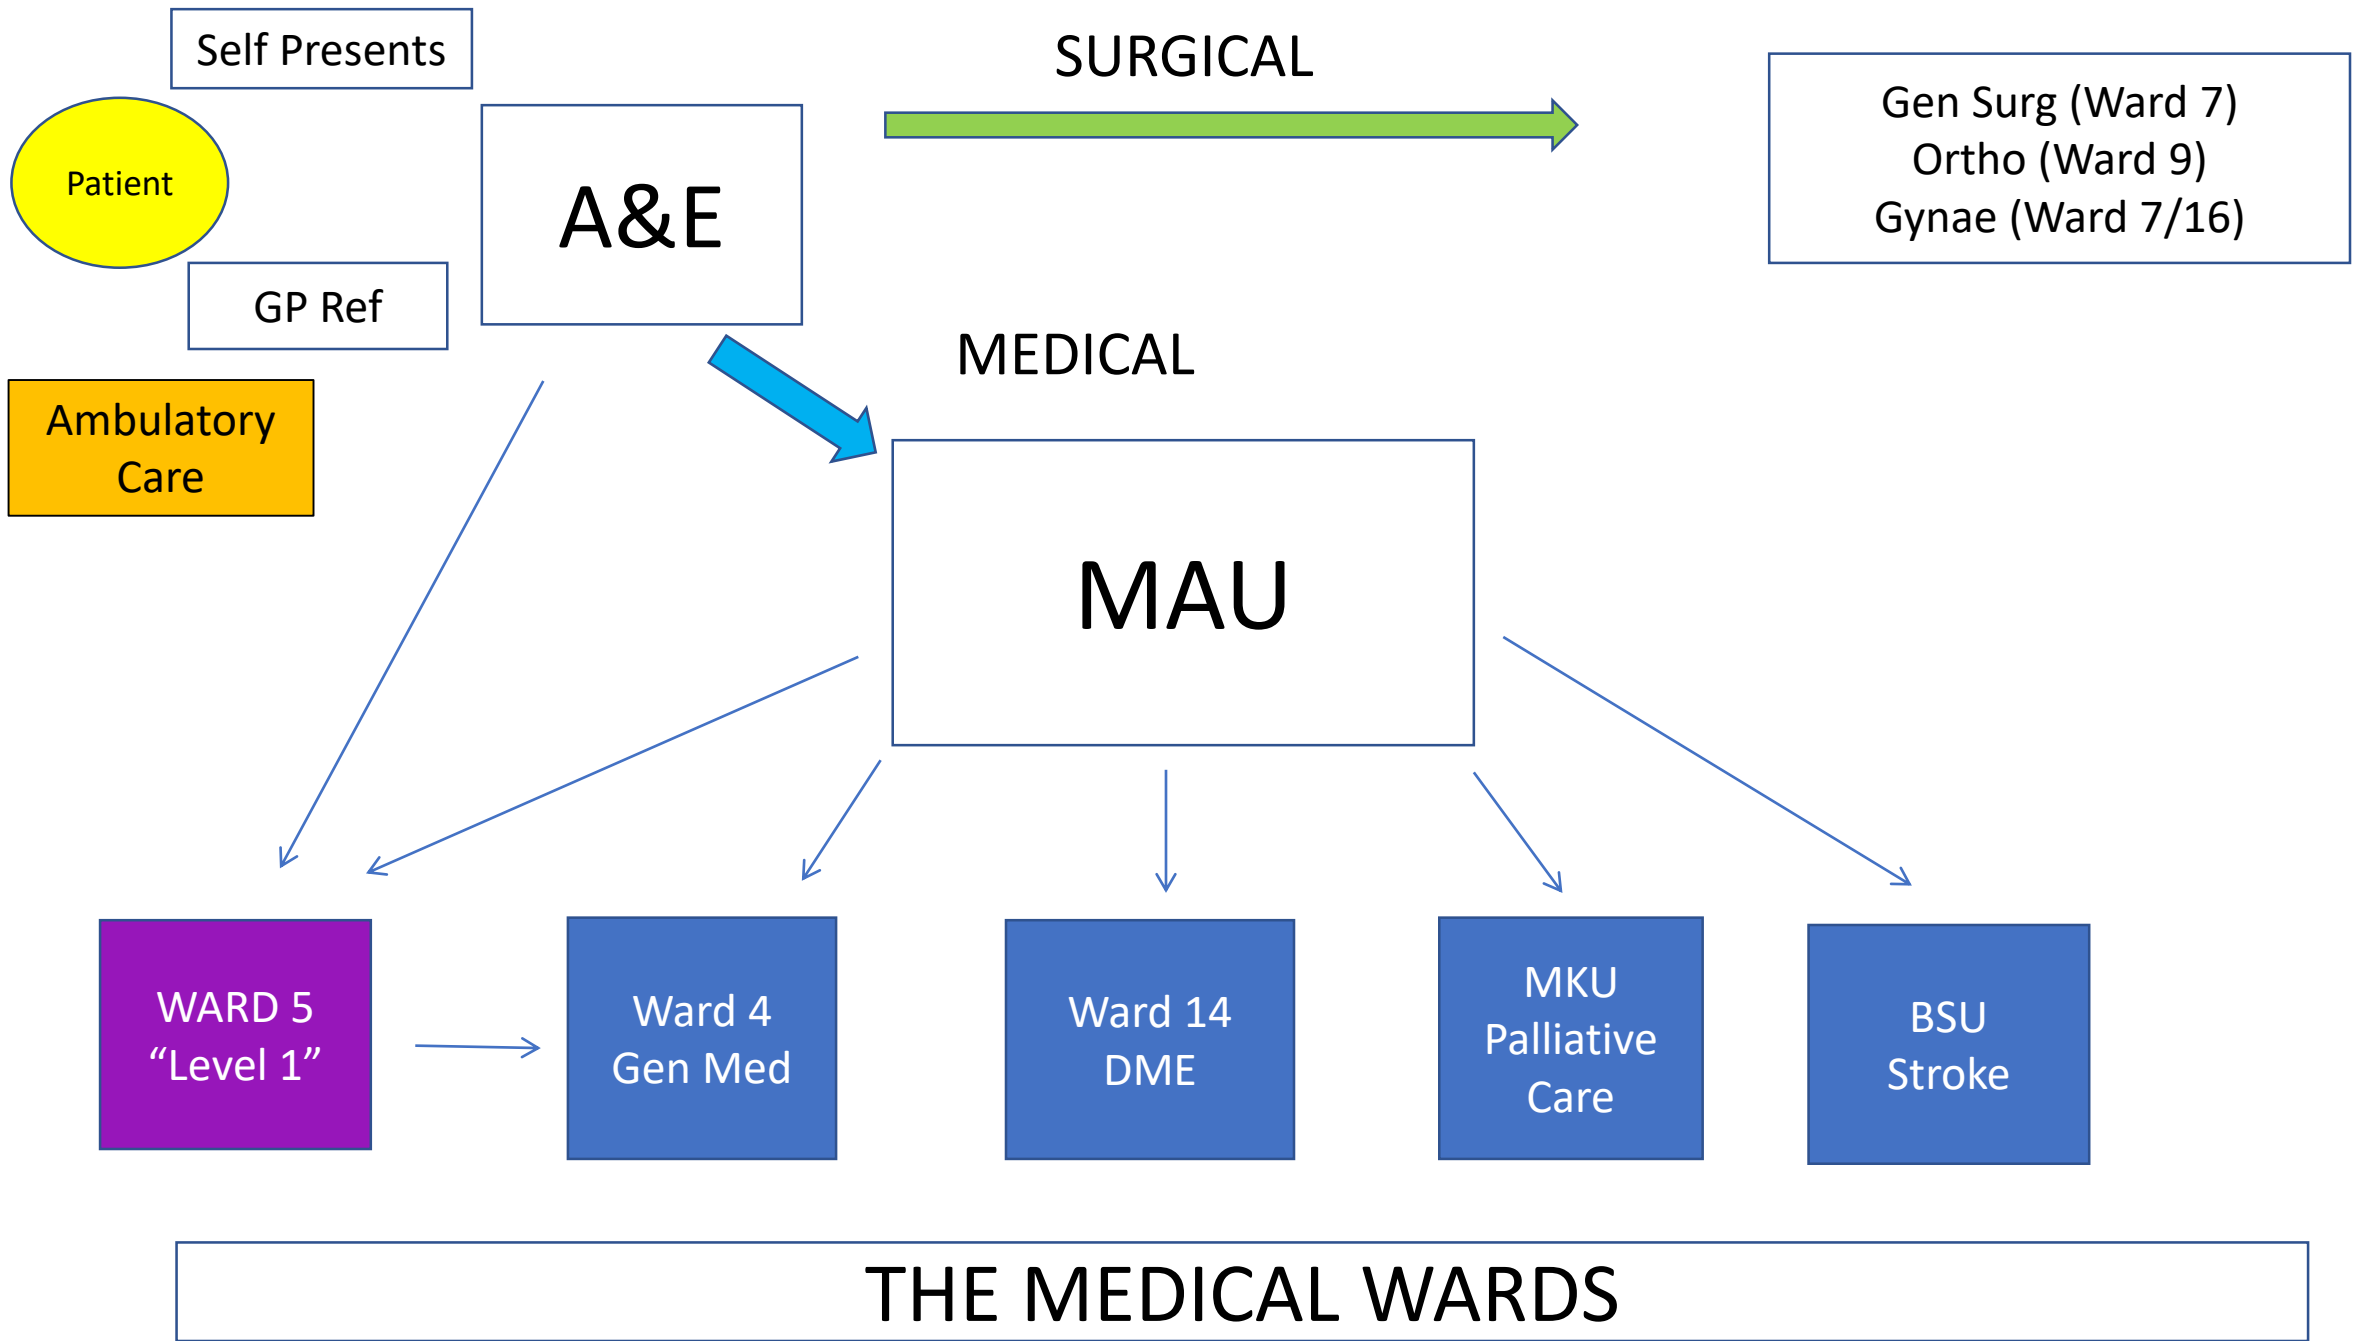 Self Presents
SURGICAL
Gen Surg (Ward 7)
Ortho (Ward 9)
Gynae (Ward 7/16)
Patient
A&E
GP Ref
MEDICAL
Ambulatory
Care
MAU
WARD 5
“Level 1”
Ward 4
Gen Med
Ward 14
DME
MKU
Palliative
Care
BSU
Stroke
THE MEDICAL WARDS